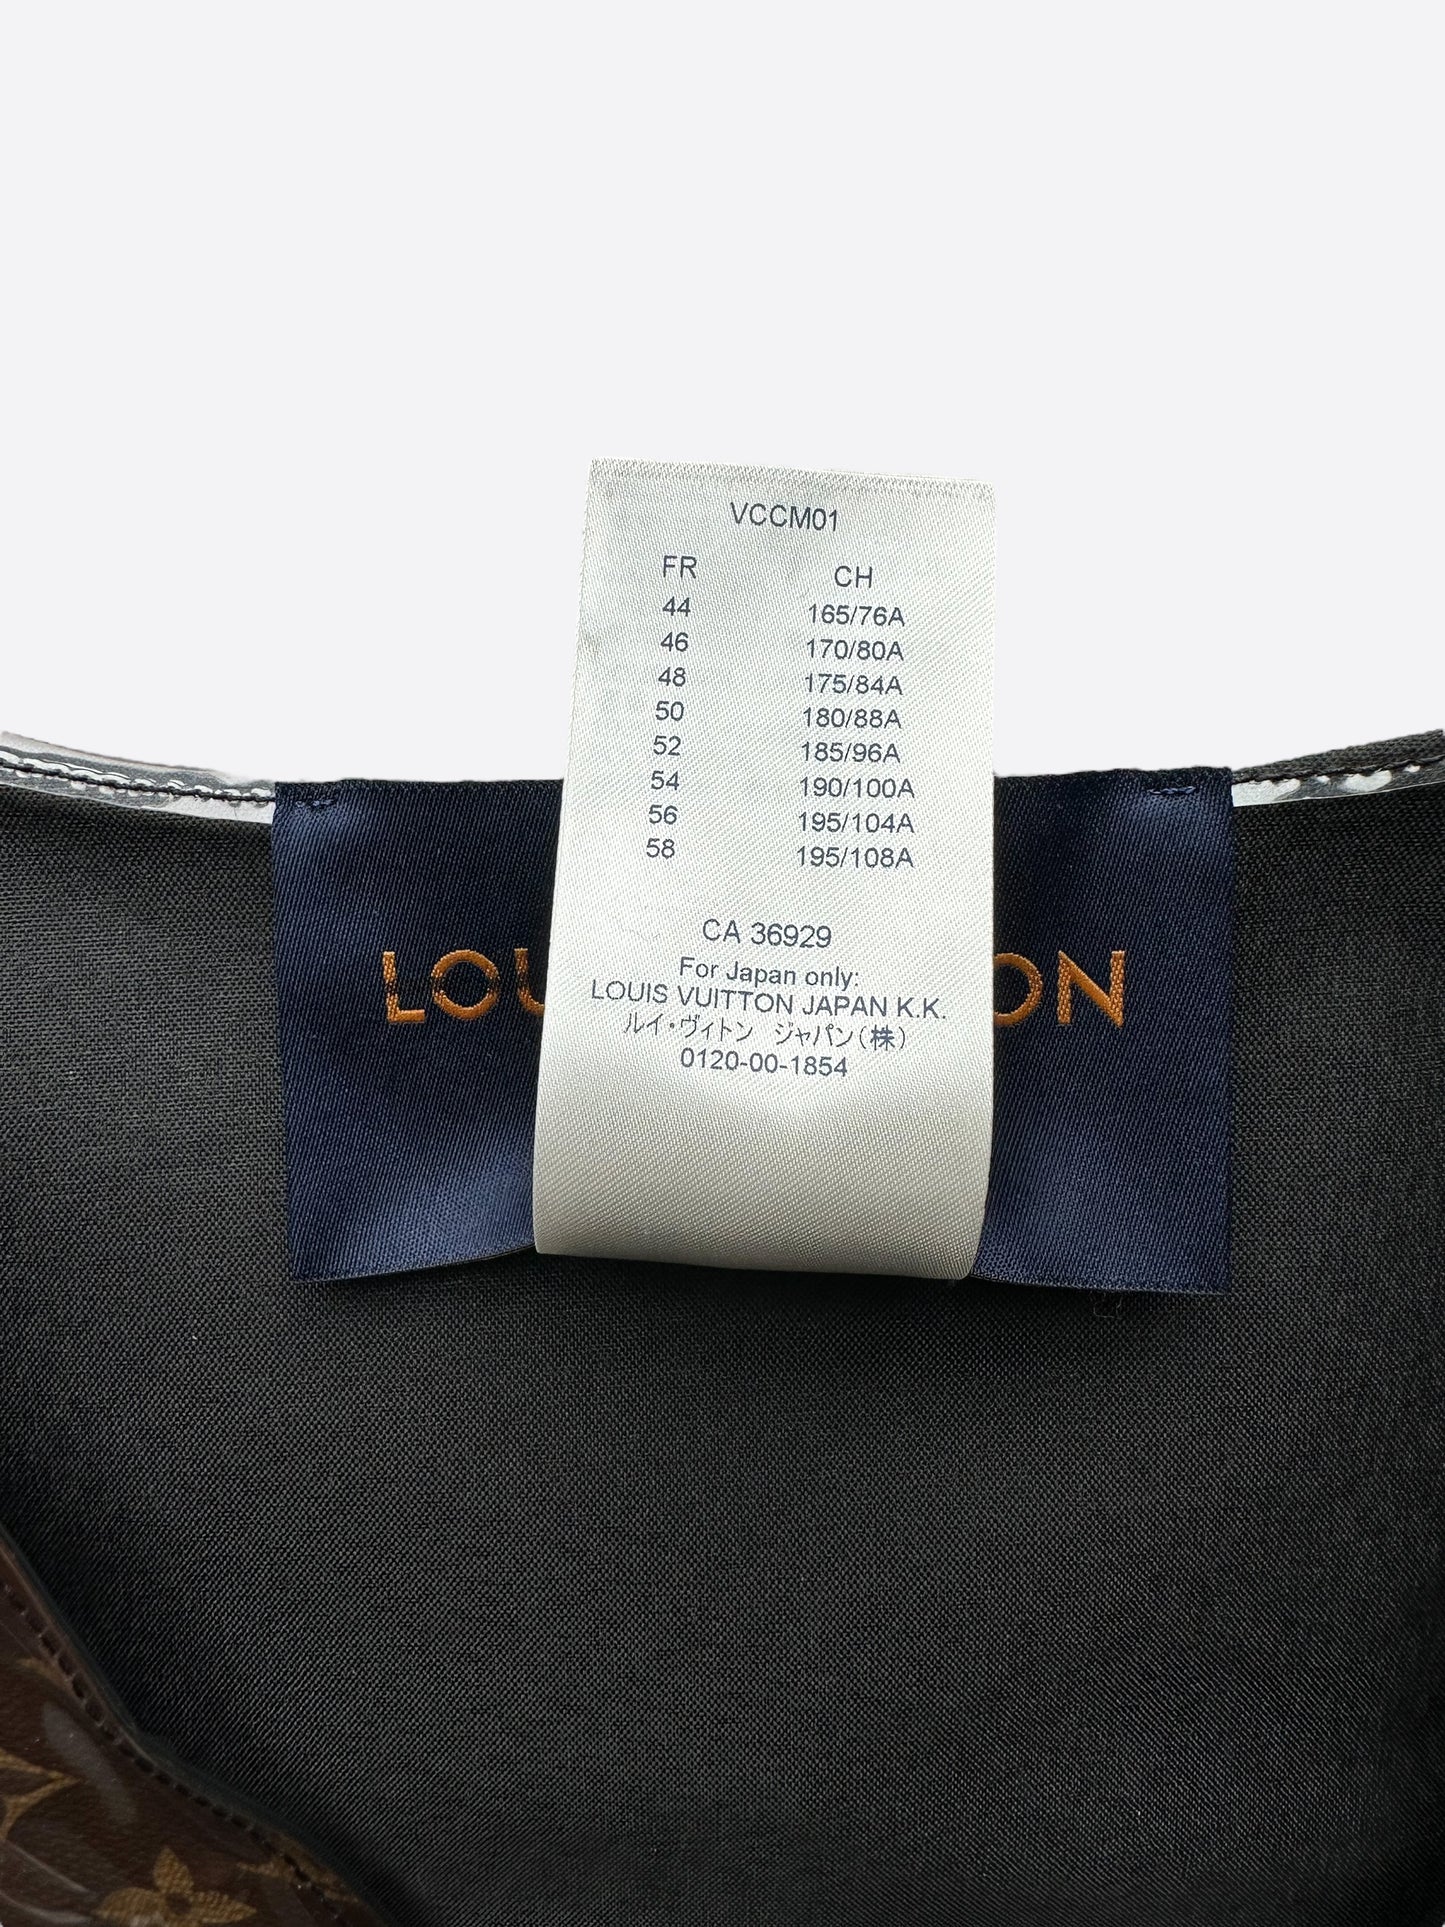 VCCM01
FR CH
44 165/76A
46 170/80A
48 175/84A
50 180/88A
52 185/96A
54 190/100A
56 195/104A
58 195/108A
CA 36929
LOU ON
For Japan only:
LOUIS VUITTON JAPAN K.K.
ルイ・ヴィトン ジャパン(株)
0120-00-1854